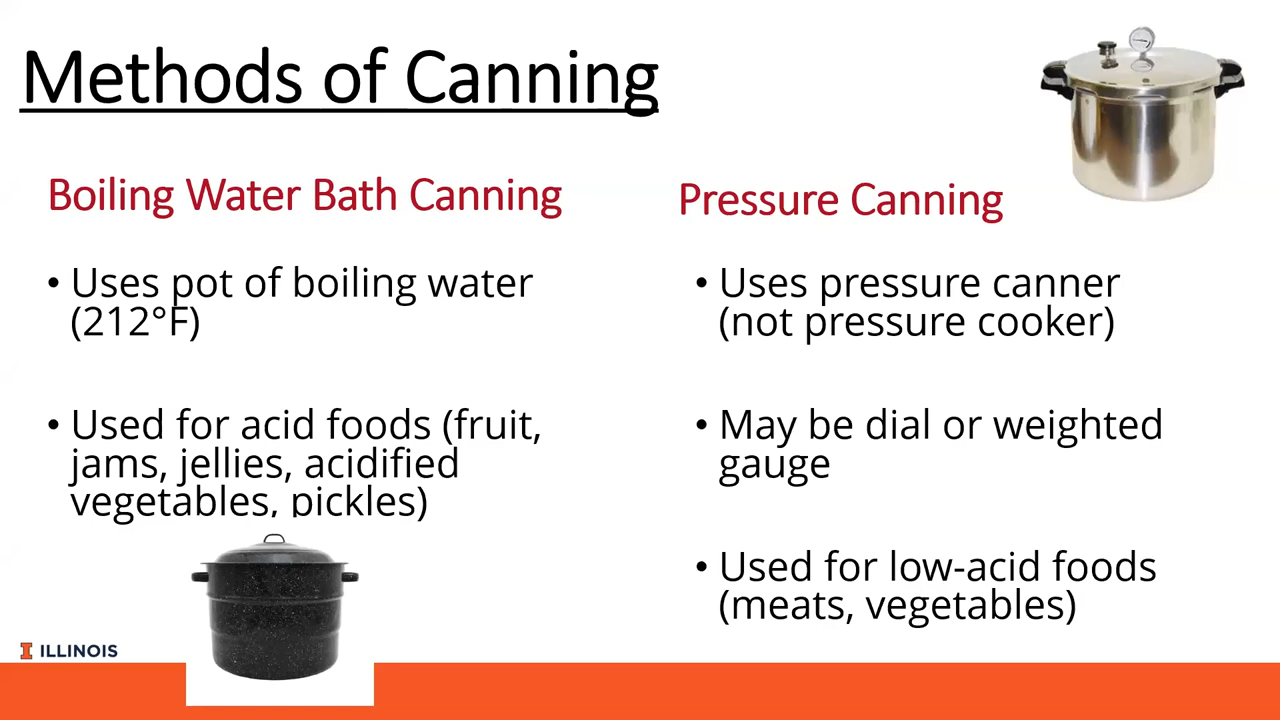 Methods of Canning
Boiling Water Bath Canning
• Uses pot of boiling water
(212°F)
• Used for acid foods (fruit,
jams, jellies, acidified
vegetables, pickles)
Pressure Canning
• Uses pressure canner
(not pressure cooker)
• May be dial or weighted
gauge
• Used for low-acid foods
(meats, vegetables)
I ILLINOIS